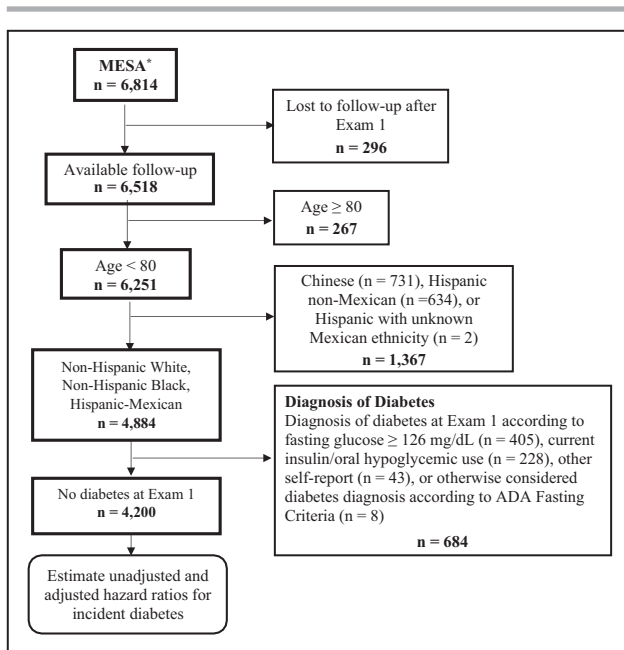 MESA*
n = 6,814
Lost to follow-up after
Exam 1
n = 296
Available follow-up
n = 6,518
Age ≥ 80
n = 267
Age < 80
n = 6,251
Chinese (n = 731), Hispanic
non-Mexican (n =634), or
Hispanic with unknown
Mexican ethnicity (n = 2)
n = 1,367
Non-Hispanic White,
Non-Hispanic Black,
Hispanic-Mexican
n = 4,884
Diagnosis of Diabetes
Diagnosis of diabetes at Exam 1 according to
fasting glucose ≥ 126 mg/dL (n = 405), current
insulin/oral hypoglycemic use (n = 228), other
self-report (n = 43), or otherwise considered
diabetes diagnosis according to ADA Fasting
Criteria (n = 8)
n = 684
No diabetes at Exam 1
n = 4,200
Estimate unadjusted and
adjusted hazard ratios for
incident diabetes